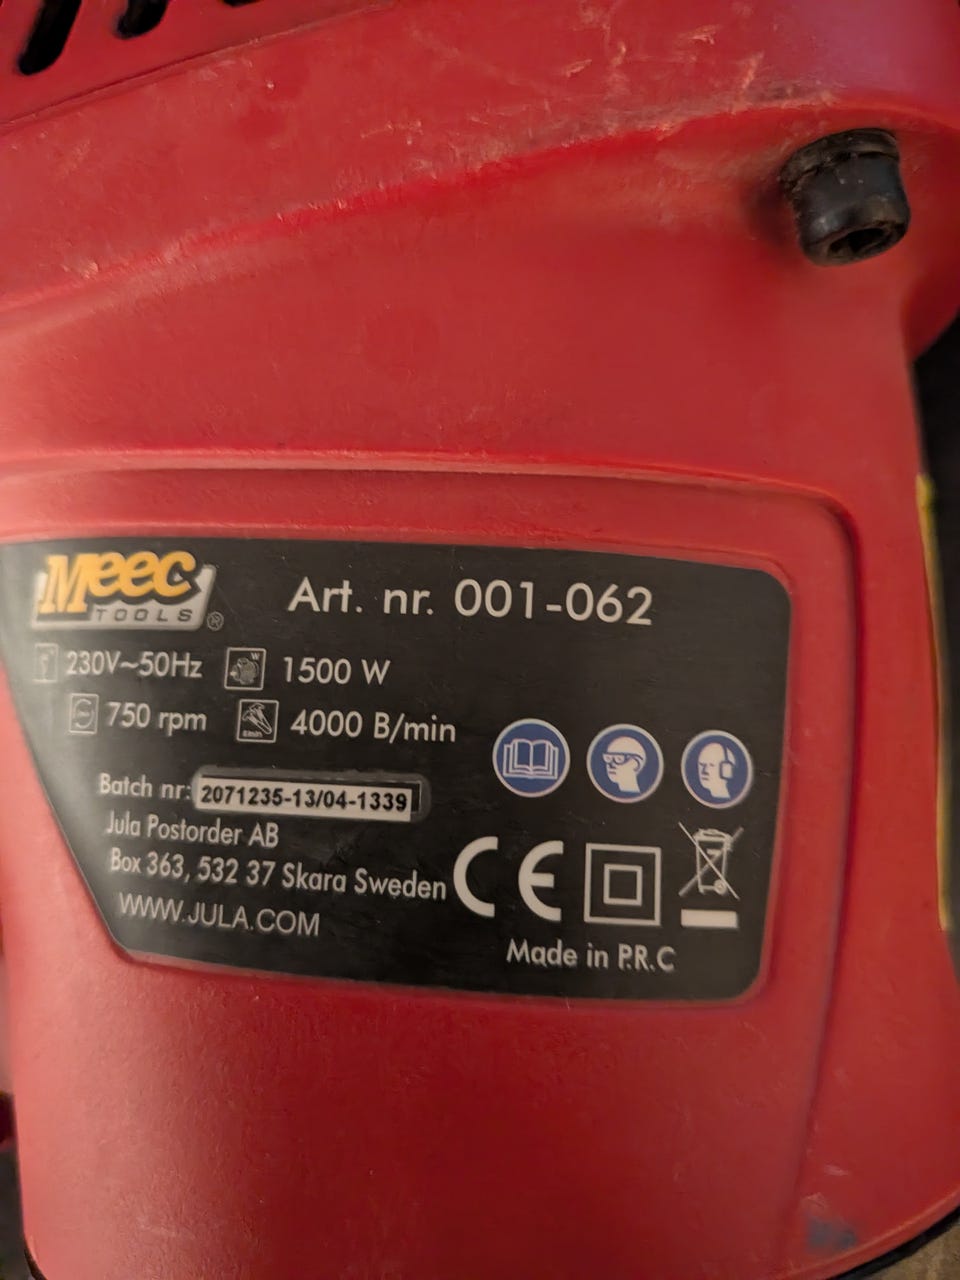 Meec
TOOLS®
Art. nr. 001-062
230V~50Hz 1500 W
750 rpm 4000 B/min
Batch nr: 2071235-13/04-1339
Jula Postorder AB
Box 363, 532 37 Skara Sweden
WWW.JULA.COM
CE
Made in P.R.C